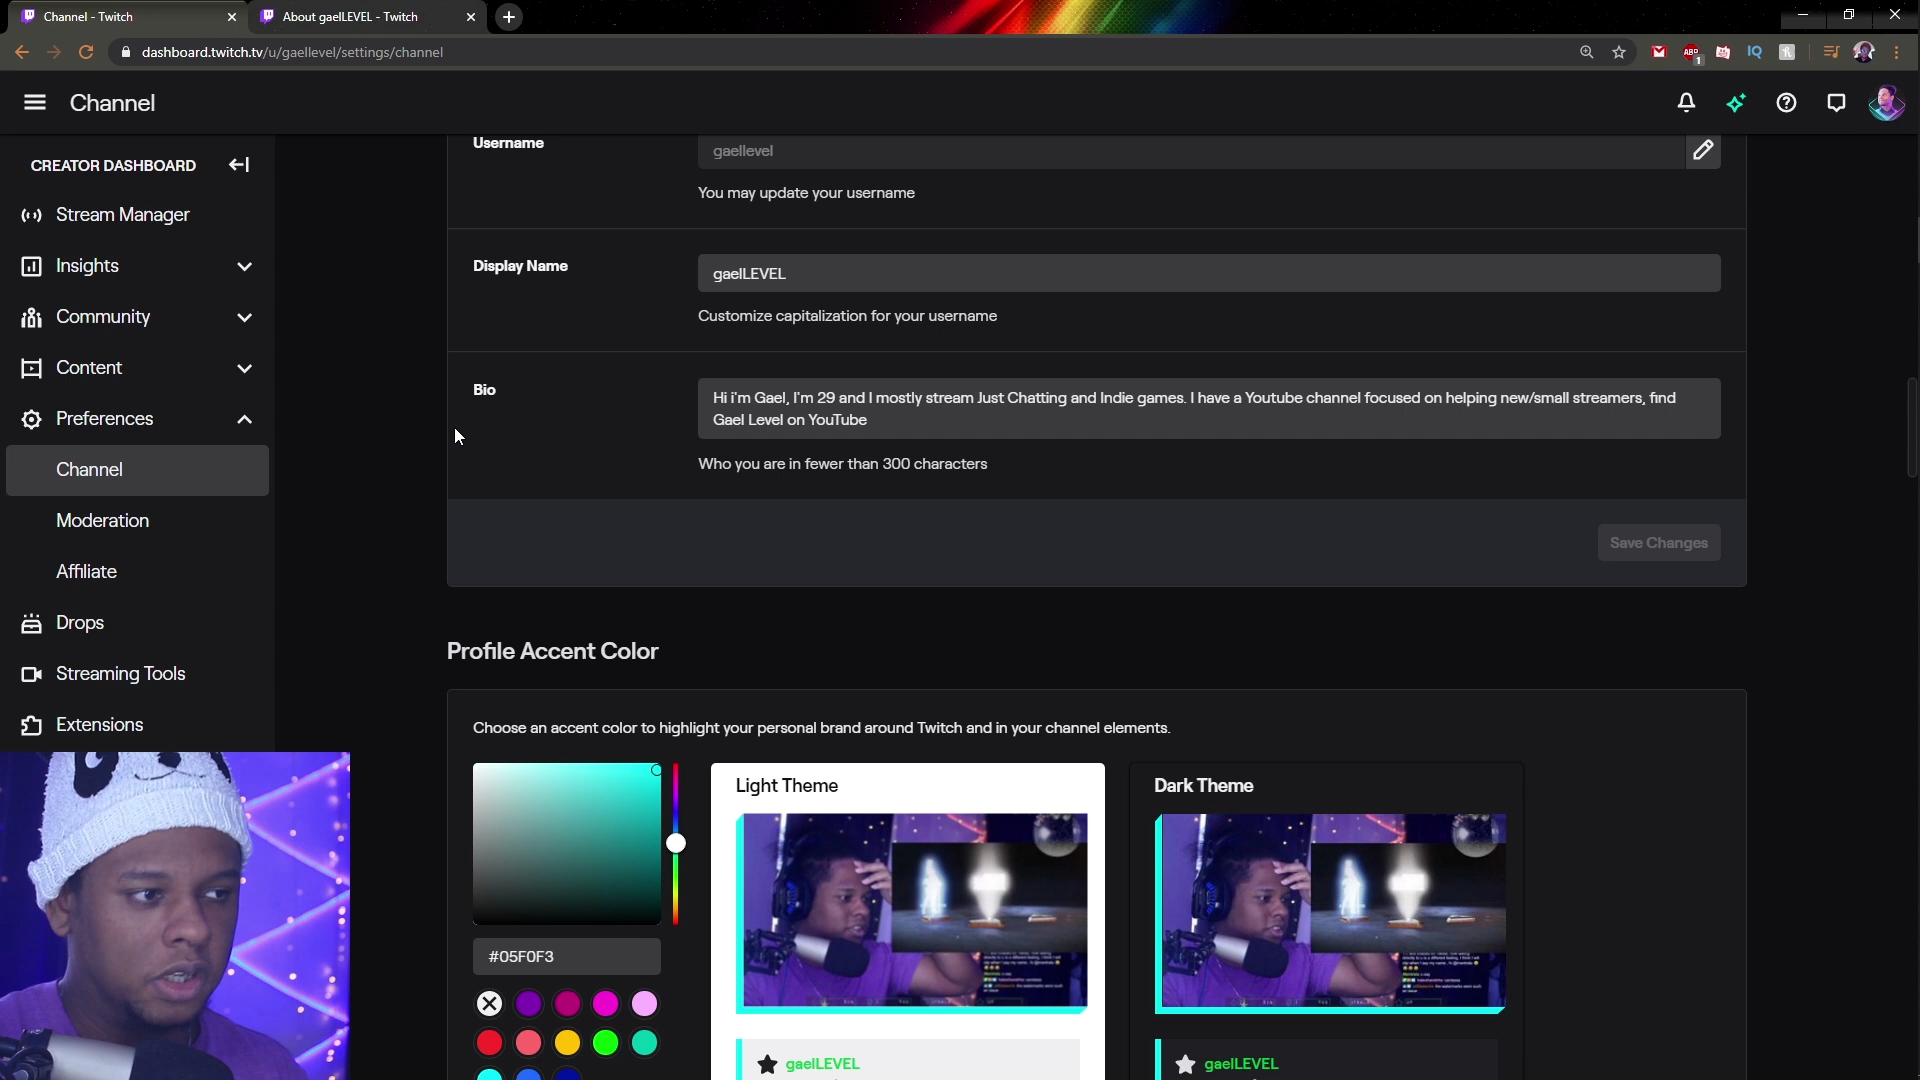 Channel - Twitch
About gaelLEVEL - Twitch
dashboard.twitch.tv/u/gaellevel/settings/channel
ABP
1
IQ
Channel
CREATOR DASHBOARD
Stream Manager
Insights
Community
Content
Preferences
Channel
Moderation
Affiliate
Drops
Streaming Tools
Extensions
Username
gaellevel
You may update your username
Display Name
gaelLEVEL
Customize capitalization for your username
Bio
Hi i'm Gael, I'm 29 and I mostly stream Just Chatting and Indie games. I have a Youtube channel focused on helping new/small streamers, find
Gael Level on YouTube
Who you are in fewer than 300 characters
Save Changes
Profile Accent Color
Choose an accent color to highlight your personal brand around Twitch and in your channel elements.
#05F0F3
Light Theme
gaelLEVEL
Dark Theme
gaelLEVEL